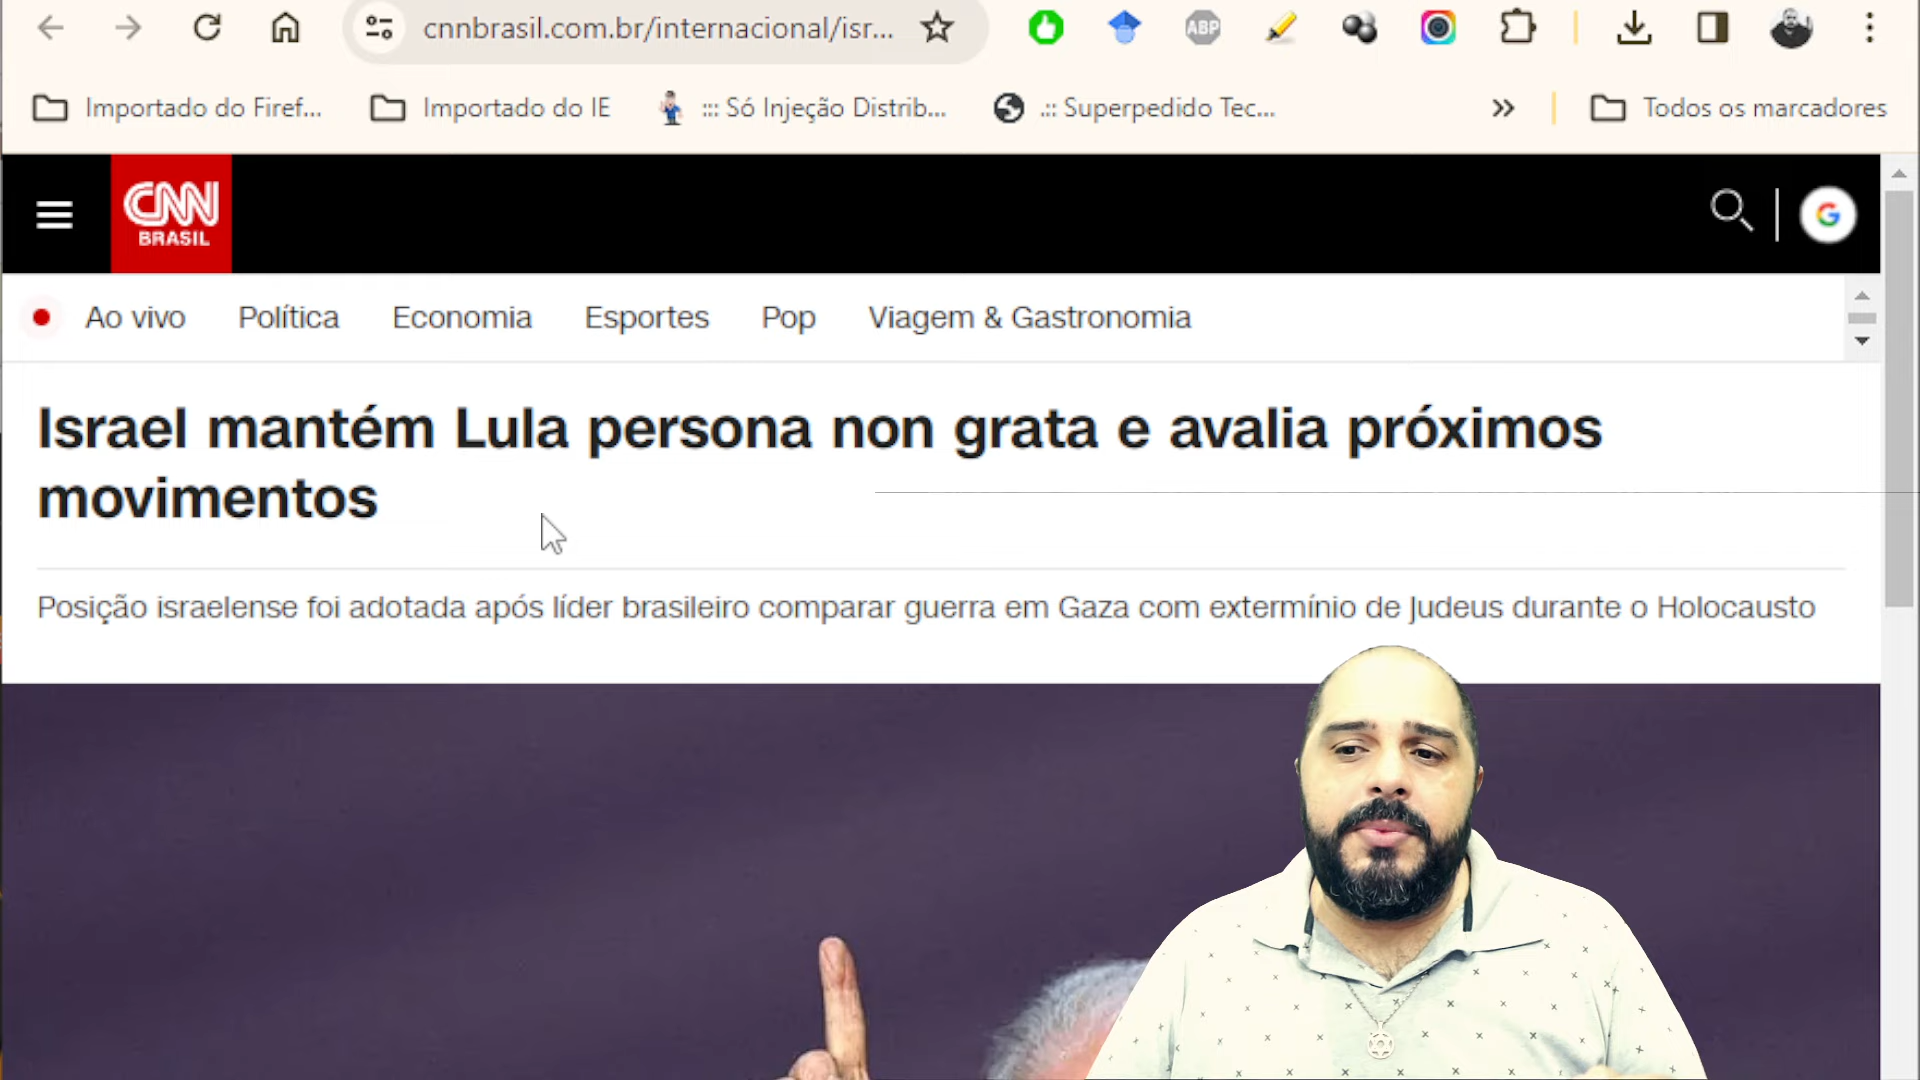 cnnbrasil.com.br/internacional/isr...
ABP
Importado do Firef...
Importado do IE
::: Só Injeção Distrib...
.:: Superpedido Tec...
Todos os marcadores
CNN
BRASIL
G
Ao vivo
Política
Economia
Esportes
Pop
Viagem & Gastronomia
Israel mantém Lula persona non grata e avalia próximos
movimentos
Posição israelense foi adotada após líder brasileiro comparar guerra em Gaza com extermínio de Judeus durante o Holocausto